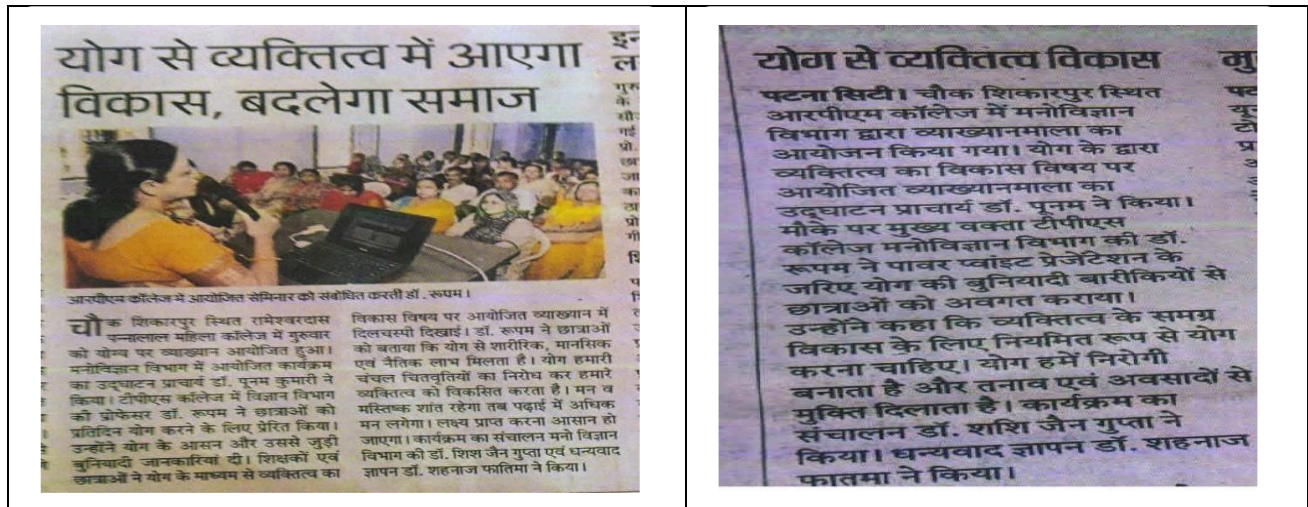 योग से व्यक्तित्व में आएगा
विकास, बदलेगा समाज
आरपीएम कॉलेज में आयोजित सेमिनार को संबोधित करती डॉ. रूपम।
चौक शिकारपुर स्थित रामेश्वरदास
पन्नालाल महिला कॉलेज में गुरुवार
को योग्य पर व्याख्यान आयोजित हुआ।
मनोविज्ञान विभाग में आयोजित कार्यक्रम
का उद्घाटन प्राचार्य डॉ. पूनम कुमारी ने
किया। टीपीएस कॉलेज में विज्ञान विभाग
की प्रोफेसर डॉ. रूपम ने छात्राओं को
प्रतिदिन योग करने के लिए प्रेरित किया।
उन्होंने योग के आसन और उससे जुड़ी
बुनियादी जानकारियां दी। शिक्षकों एवं
छात्राओं ने योग के माध्यम से व्यक्तित्व का
विकास विषय पर आयोजित व्याख्यान में
दिलचस्पी दिखाई। डॉ. रूपम ने छात्राओं
को बताया कि योग से शारीरिक, मानसिक
एवं नैतिक लाभ मिलता है। योग हमारी
चंचल चितवृतियों का निरोध कर हमारे
व्यक्तित्व को विकसित करता है। मन व
मस्तिष्क शांत रहेगा तब पढ़ाई में अधिक
मन लगेगा। लक्ष्य प्राप्त करना आसान हो
जाएगा। कार्यक्रम का संचालन मनो विज्ञान
विभाग की डॉ. शिश जैन गुप्ता एवं धन्यवाद
ज्ञापन डॉ. शहनाज फातिमा ने किया।
योग से व्यक्तित्व विकास
पटना सिटी। चौक शिकारपुर स्थित
आरपीएम कॉलेज में मनोविज्ञान
विभाग द्वारा व्याख्यानमाला का
आयोजन किया गया। योग के द्वारा
व्यक्तित्व का विकास विषय पर
आयोजित व्याख्यानमाला का
उद्घाटन प्राचार्य डॉ. पूनम ने किया।
मौके पर मुख्य वक्ता टीपीएस
कॉलेज मनोविज्ञान विभाग की डॉ.
रूपम ने पावर प्वांइट प्रेजेंटेशन के
जरिए योग की बुनियादी बारीकियों से
छात्राओं को अवगत कराया।
उन्होंने कहा कि व्यक्तित्व के समग्र
विकास के लिए नियमित रूप से योग
करना चाहिए। योग हमें निरोगी
बनाता है और तनाव एवं अवसादों से
मुक्ति दिलाता है। कार्यक्रम का
संचालन डॉ. शशि जैन गुप्ता ने
किया। धन्यवाद ज्ञापन डॉ. शहनाज
फातमा ने किया।